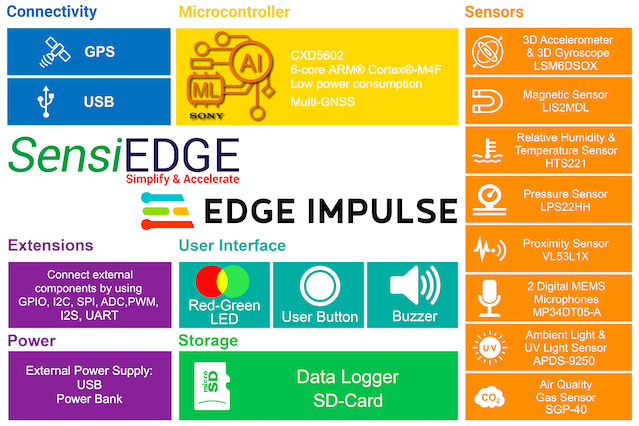 Connectivity
GPS
USB
Microcontroller
AI
ML
SONY
CXD5602
6-core ARM® Cortex®-M4F
Low power consumption
Multi-GNSS
Sensors
3D Accelerometer
& 3D Gyroscope
LSM6DSOX
Magnetic Sensor
LIS2MDL
Relative Humidity &
Temperature Sensor
HTS221
Pressure Sensor
LPS22HH
Proximity Sensor
VL53L1X
2 Digital MEMS
Microphones
MP34DT05-A
UV
Ambient Light &
UV Light Sensor
APDS-9250
CO₂
Air Quality
Gas Sensor
SGP-40
SensiEDGE
Simplify & Accelerate
EDGE IMPULSE
Extensions
Connect external
components by using
GPIO, I2C, SPI, ADC,PWM,
I2S, UART
User Interface
Red-Green
LED
User Button
Buzzer
Power
External Power Supply:
USB
Power Bank
Storage
micro
SD
Data Logger
SD-Card